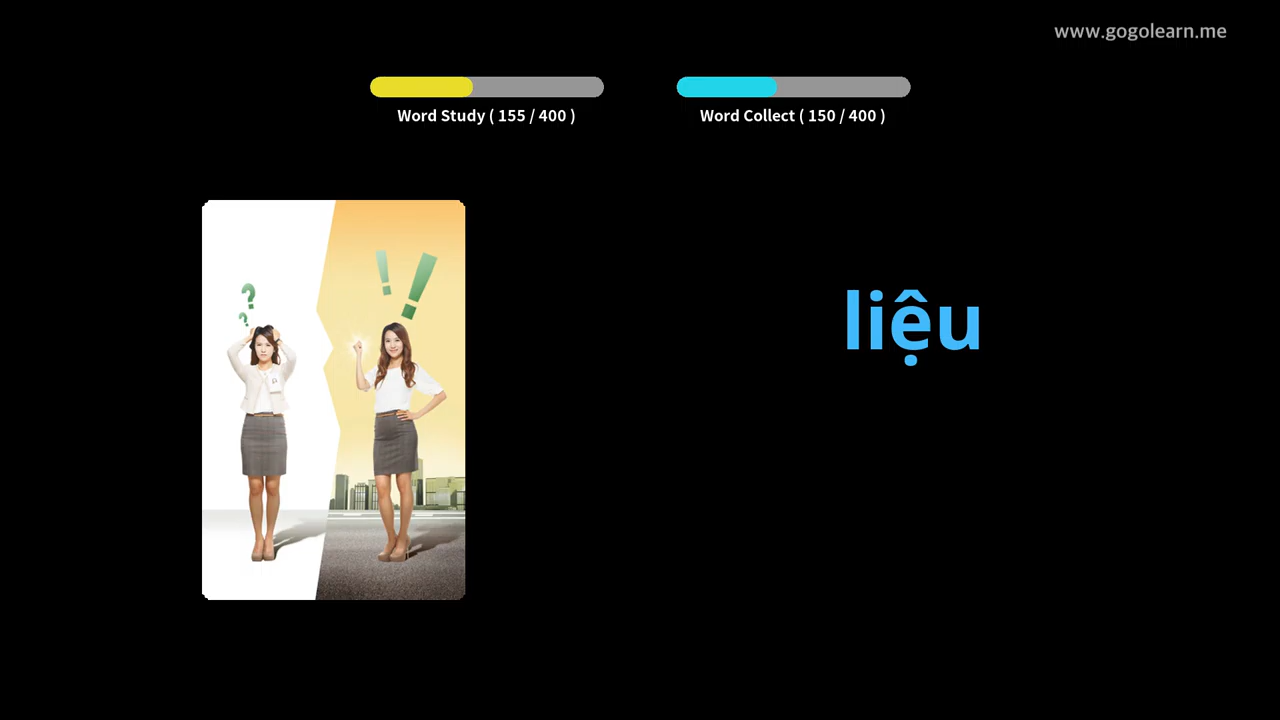 www.gogolearn.me
Word Study ( 155 / 400 )
Word Collect ( 150 / 400 )
? ?
! !
liệu